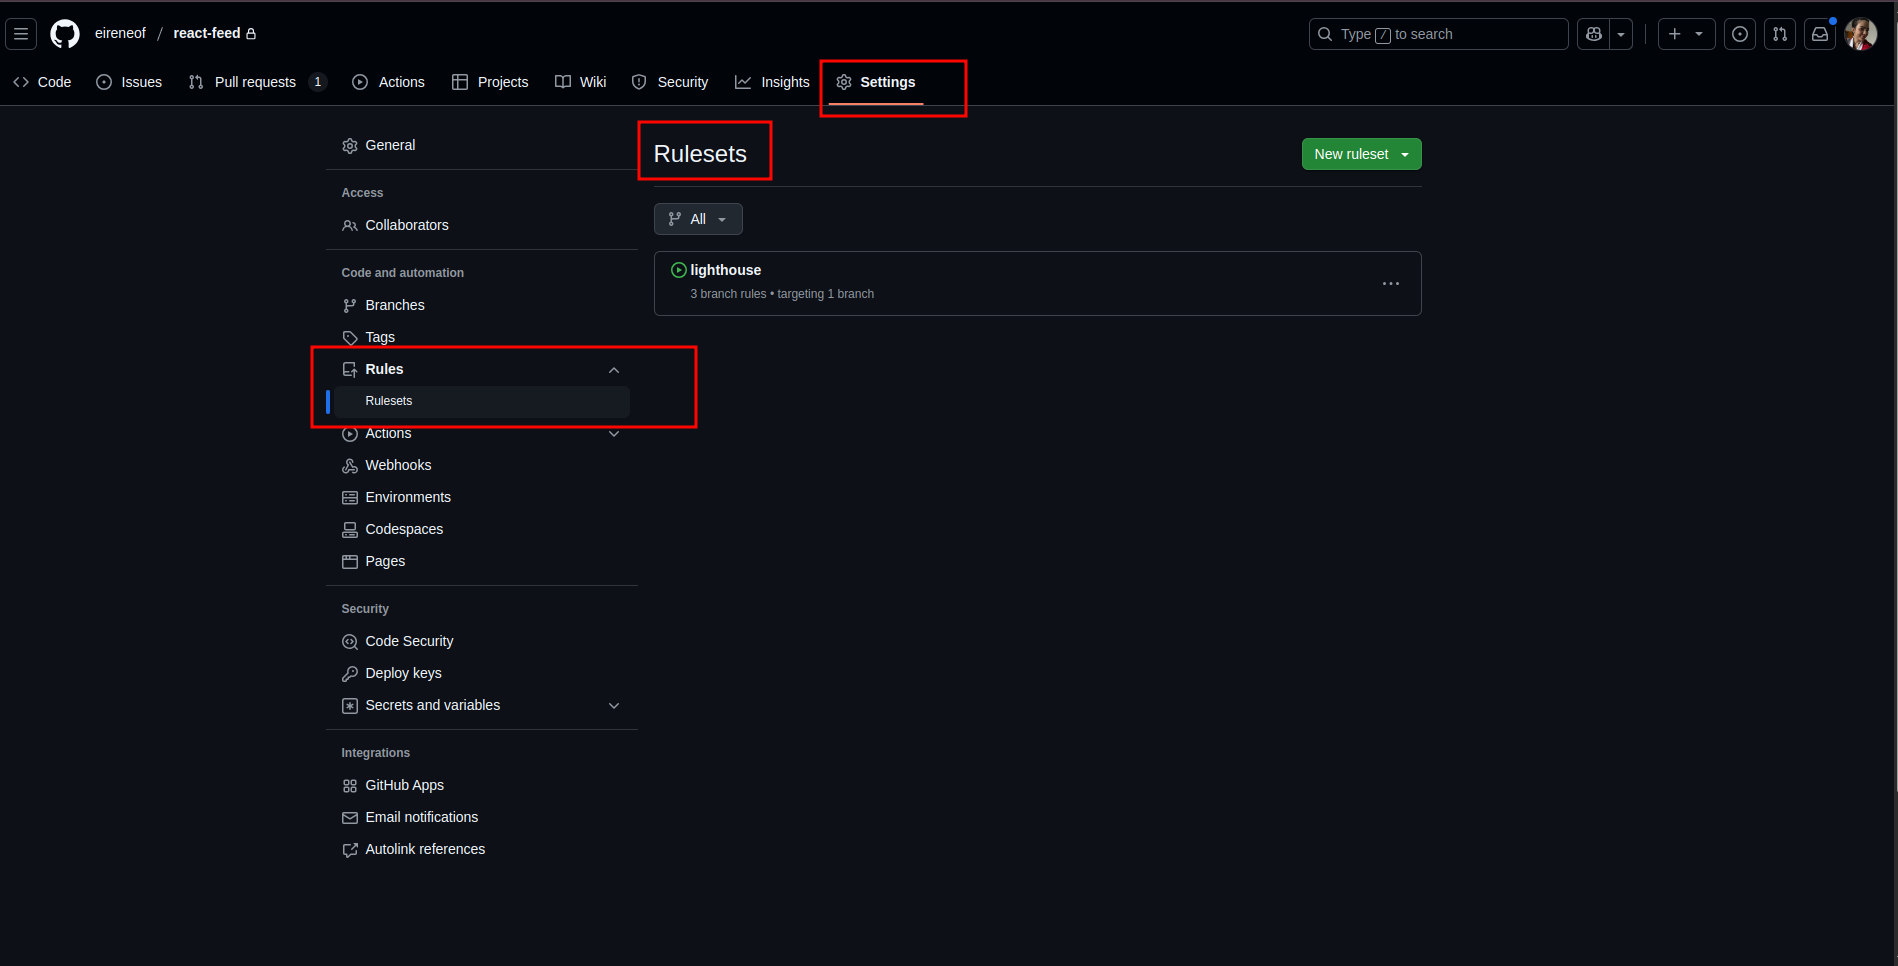 eireneof / react-feed
Type / to search
Code
Issues
Pull requests 1
Actions
Projects
Wiki
Security
Insights
Settings
General
Access
Collaborators
Code and automation
Branches
Tags
Rules
Rulesets
Actions
Webhooks
Environments
Codespaces
Pages
Security
Code Security
Deploy keys
Secrets and variables
Integrations
GitHub Apps
Email notifications
Autolink references
Rulesets
New ruleset
All
lighthouse
3 branch rules • targeting 1 branch